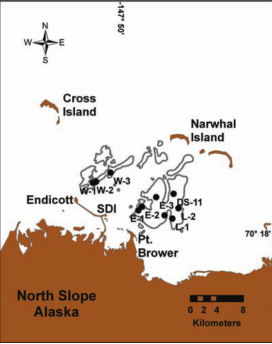 -147° 50'
N
W E
S
Cross
Island
Narwhal
Island
W-3
W-1 W-2
Endicott
SDI
DS-11
E-3
E-1 E-2
L-2
L-1
Pt.
Brower
70° 18'
North Slope
Alaska
0 2 4 8
Kilometers